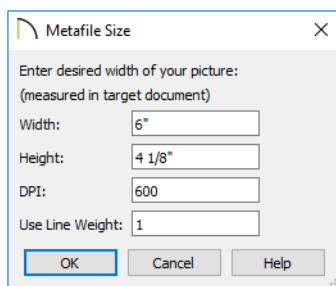 Metafile Size
Enter desired width of your picture:
(measured in target document)
Width: 6"
Height: 4 1/8"
DPI: 600
Use Line Weight: 1
OK Cancel Help